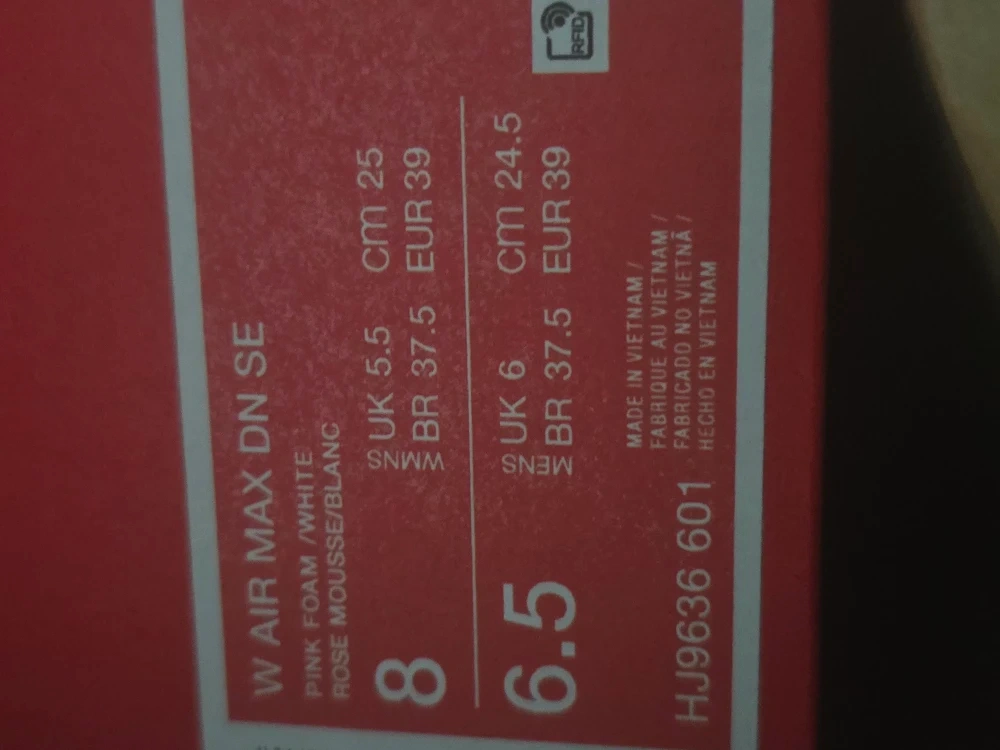 W AIR MAX DN SE
PINK FOAM /WHITE
ROSE MOUSSE/BLANC
8 WMNS UK 5.5 cm 25
BR 37.5 EUR 39
6.5 MENS UK 6 cm 24.5
BR 37.5 EUR 39
RFID
MADE IN VIETNAM /
FABRIQUE AU VIETNAM /
FABRICADO NO VIETNÃ /
HECHO EN VIETNAM
HJ9636 601